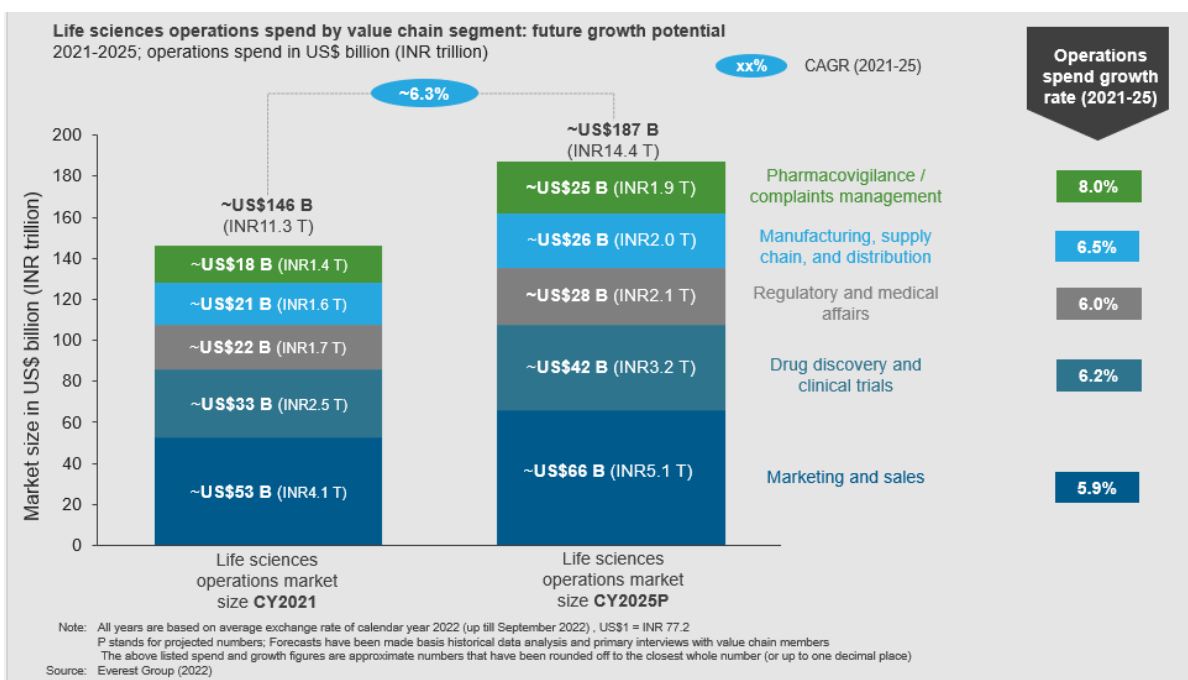 Life sciences operations spend by value chain segment: future growth potential
2021-2025; operations spend in US$ billion (INR trillion)
xx%
CAGR (2021-25)
Operations
spend growth
rate (2021-25)
~6.3%
Market size in US$ billion (INR trillion)
200
180
160
140
120
100
80
60
40
20
0
~US$146 B
(INR11.3 T)
~US$18 B (INR1.4 T)
~US$21 B (INR1.6 T)
~US$22 B (INR1.7 T)
~US$33 B (INR2.5 T)
~US$53 B (INR4.1 T)
Life sciences
operations market
size CY2021
~US$187 B
(INR14.4 T)
~US$25 B (INR1.9 T)
~US$26 B (INR2.0 T)
~US$28 B (INR2.1 T)
~US$42 B (INR3.2 T)
~US$66 B (INR5.1 T)
Life sciences
operations market
size CY2025P
Pharmacovigilance /
complaints management
8.0%
Manufacturing, supply
chain, and distribution
6.5%
Regulatory and medical
affairs
6.0%
Drug discovery and
clinical trials
6.2%
Marketing and sales
5.9%
Note: All years are based on average exchange rate of calendar year 2022 (up till September 2022) , US$1 = INR 77.2
P stands for projected numbers; Forecasts have been made basis historical data analysis and primary interviews with value chain members
The above listed spend and growth figures are approximate numbers that have been rounded off to the closest whole number (or up to one decimal place)
Source: Everest Group (2022)